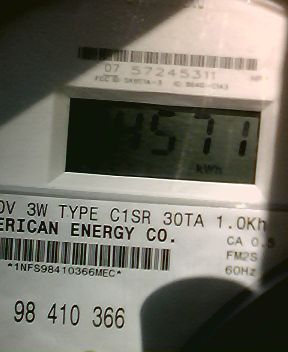 07 57245311
4571
kWh
0V 3W TYPE C1SR 30TA 1.0Kh
ERICAN ENERGY CO.
CA 0.5
FM2S
60Hz
*1NFS98410366MEC*
98 410 366